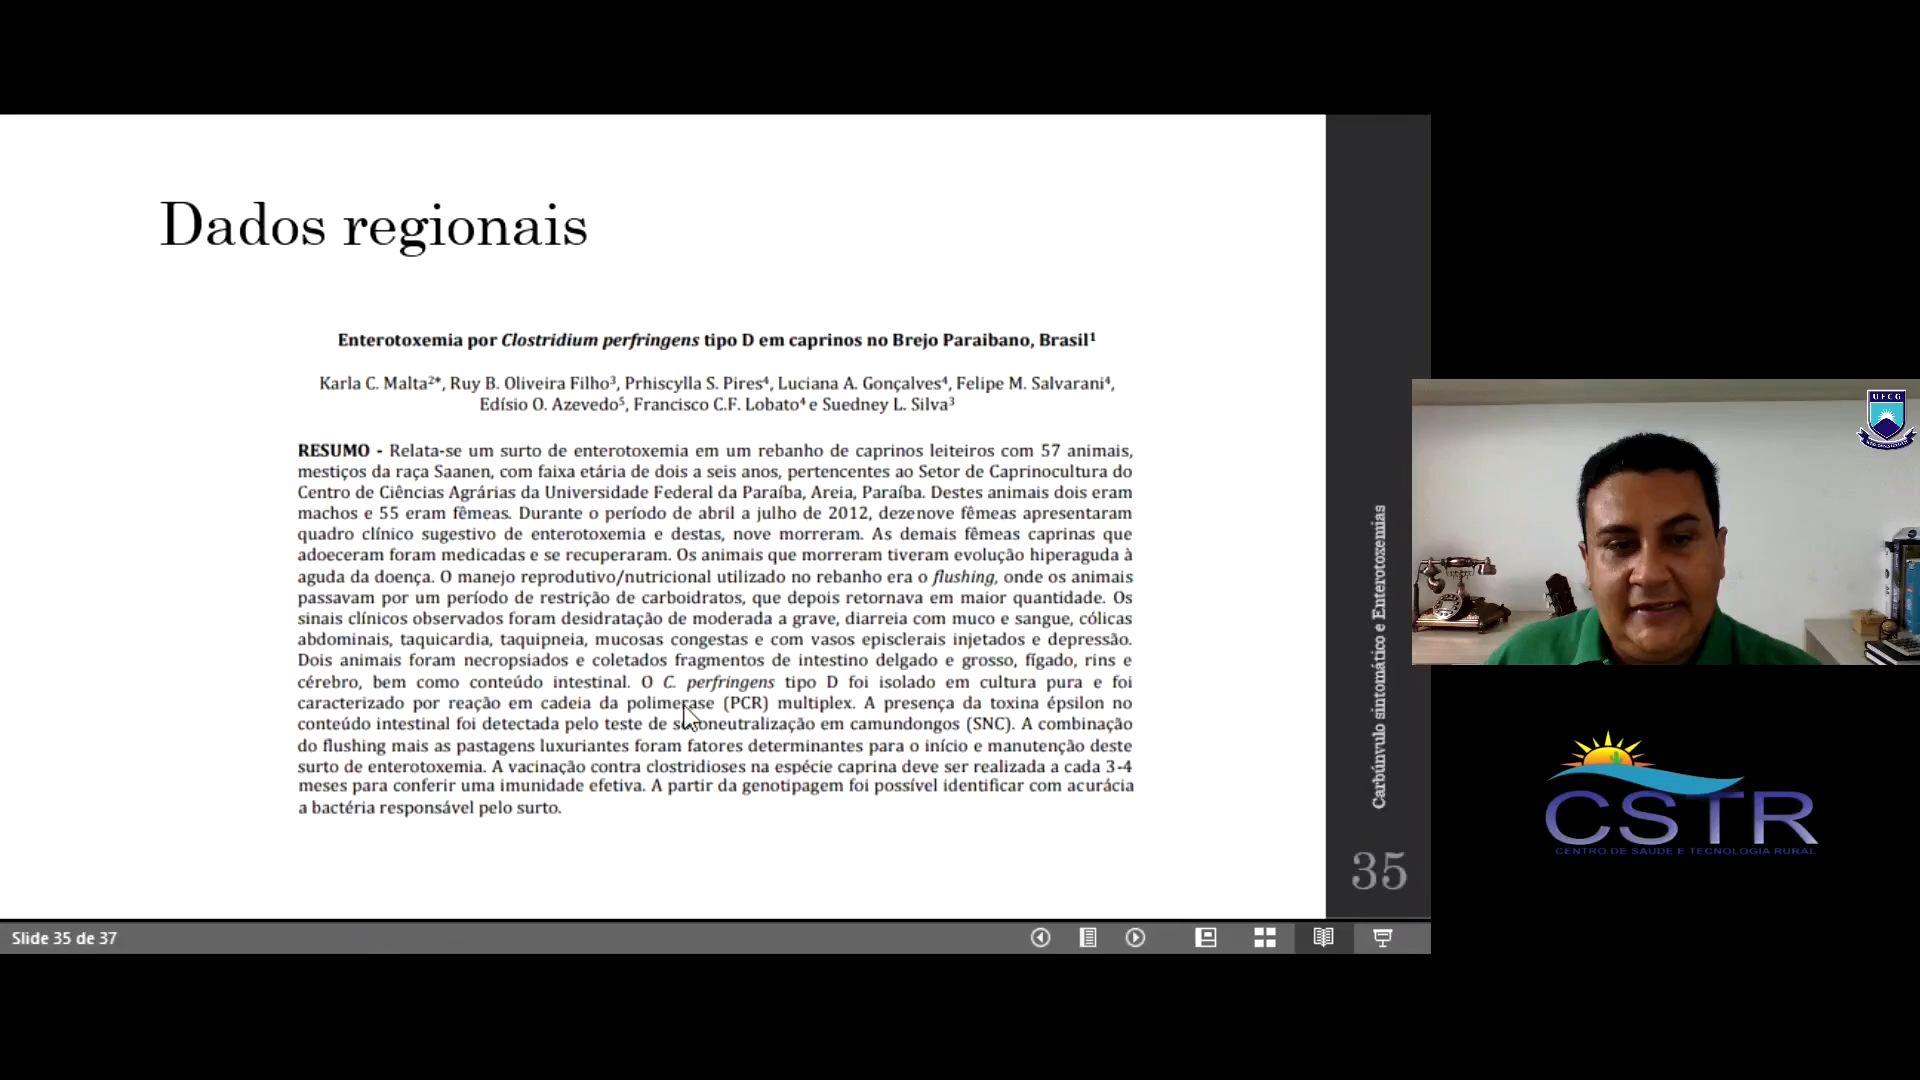 Dados regionais
Enterotoxemia por Clostridium perfringens tipo D em caprinos no Brejo Paraibano, Brasil¹
Karla C. Malta²*, Ruy B. Oliveira Filho³, Prhiscylla S. Pires⁴, Luciana A. Gonçalves⁴, Felipe M. Salvarani⁴,
Edísio O. Azevedo⁵, Francisco C.F. Lobato⁴ e Suedney L. Silva³
RESUMO - Relata-se um surto de enterotoxemia em um rebanho de caprinos leiteiros com 57 animais,
mestiços da raça Saanen, com faixa etária de dois a seis anos, pertencentes ao Setor de Caprinocultura do
Centro de Ciências Agrárias da Universidade Federal da Paraíba, Areia, Paraíba. Destes animais dois eram
machos e 55 eram fêmeas. Durante o período de abril a julho de 2012, dezenove fêmeas apresentaram
quadro clínico sugestivo de enterotoxemia e destas, nove morreram. As demais fêmeas caprinas que
adoeceram foram medicadas e se recuperaram. Os animais que morreram tiveram evolução hiperaguda à
aguda da doença. O manejo reprodutivo/nutricional utilizado no rebanho era o flushing, onde os animais
passavam por um período de restrição de carboidratos, que depois retornava em maior quantidade. Os
sinais clínicos observados foram desidratação de moderada a grave, diarreia com muco e sangue, cólicas
abdominais, taquicardia, taquipneia, mucosas congestas e com vasos episclerais injetados e depressão.
Dois animais foram necropsiados e coletados fragmentos de intestino delgado e grosso, fígado, rins e
cérebro, bem como conteúdo intestinal. O C. perfringens tipo D foi isolado em cultura pura e foi
caracterizado por reação em cadeia da polimerase (PCR) multiplex. A presença da toxina épsilon no
conteúdo intestinal foi detectada pelo teste de soroneutralização em camundongos (SNC). A combinação
do flushing mais as pastagens luxuriantes foram fatores determinantes para o início e manutenção deste
surto de enterotoxemia. A vacinação contra clostridioses na espécie caprina deve ser realizada a cada 3-4
meses para conferir uma imunidade efetiva. A partir da genotipagem foi possível identificar com acurácia
a bactéria responsável pelo surto.
Carbúnculo sintomático e Enterotoxemias
35
Slide 35 de 37
UFCG
CSTR
CENTRO DE SAÚDE E TECNOLOGIA RURAL